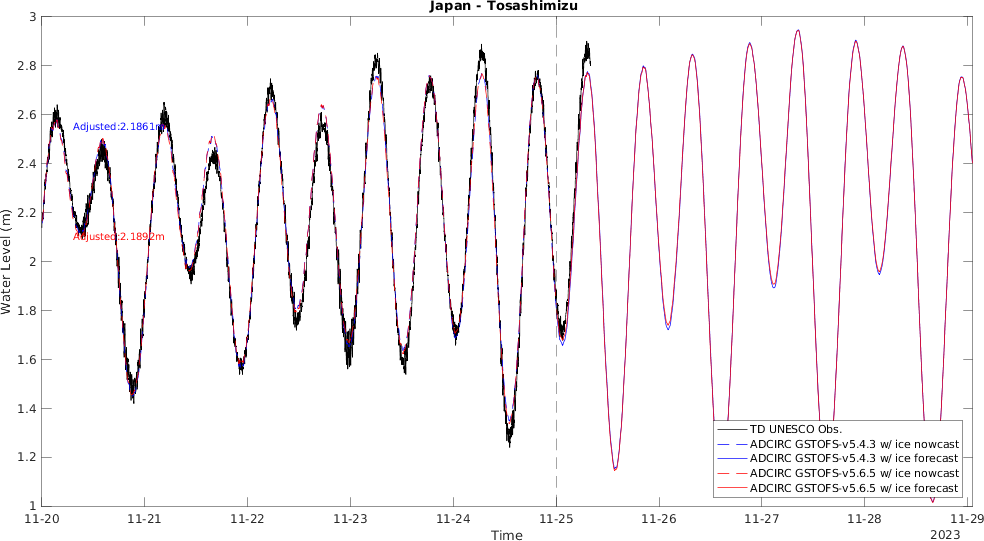 Japan - Tosashimizu
3
2.8
2.6
2.4
2.2
2
1.8
1.6
1.4
1.2
1
Water Level (m)
Adjusted:2.1861m
Adjusted:2.1892m
TD UNESCO Obs.
ADCIRC GSTOFS-v5.4.3 w/ ice nowcast
ADCIRC GSTOFS-v5.4.3 w/ ice forecast
ADCIRC GSTOFS-v5.6.5 w/ ice nowcast
ADCIRC GSTOFS-v5.6.5 w/ ice forecast
11-20 11-21 11-22 11-23 11-24 11-25 11-26 11-27 11-28 11-29
Time
2023